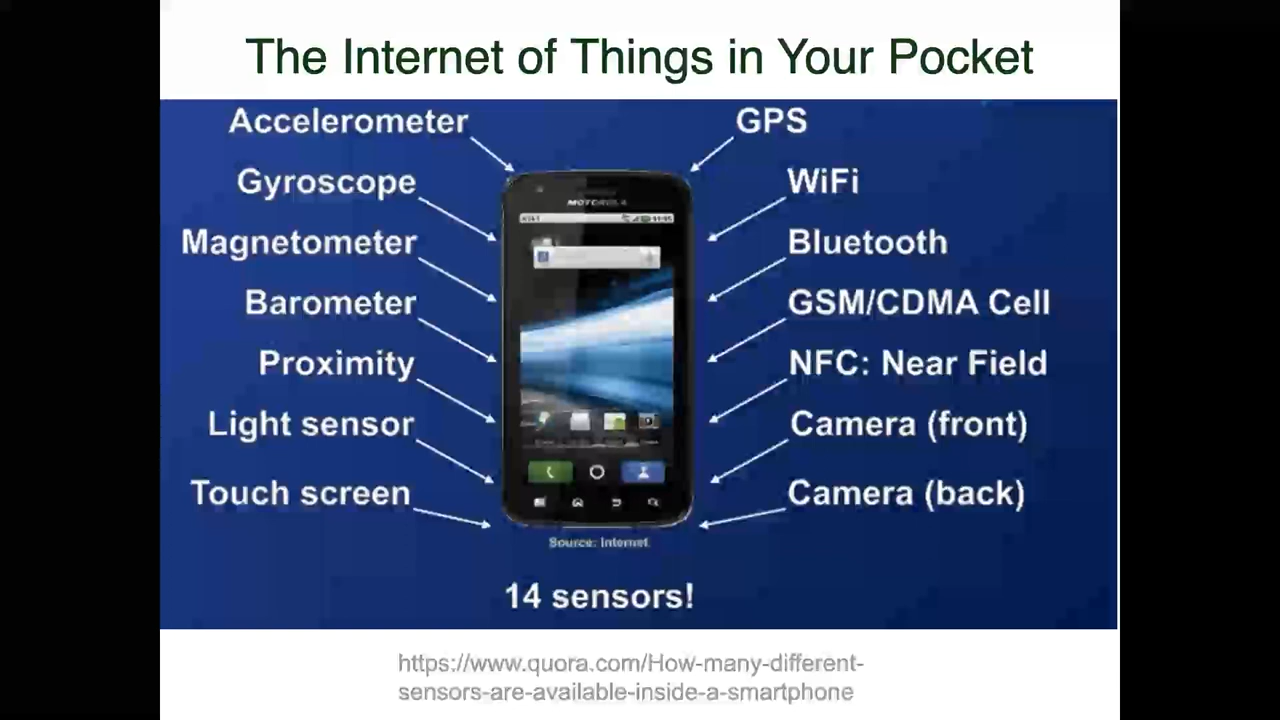 The Internet of Things in Your Pocket
Accelerometer
Gyroscope
Magnetometer
Barometer
Proximity
Light sensor
Touch screen
GPS
WiFi
Bluetooth
GSM/CDMA Cell
NFC: Near Field
Camera (front)
Camera (back)
MOTOROLA
Source: Internet
14 sensors!
https://www.quora.com/How-many-different-
sensors-are-available-inside-a-smartphone